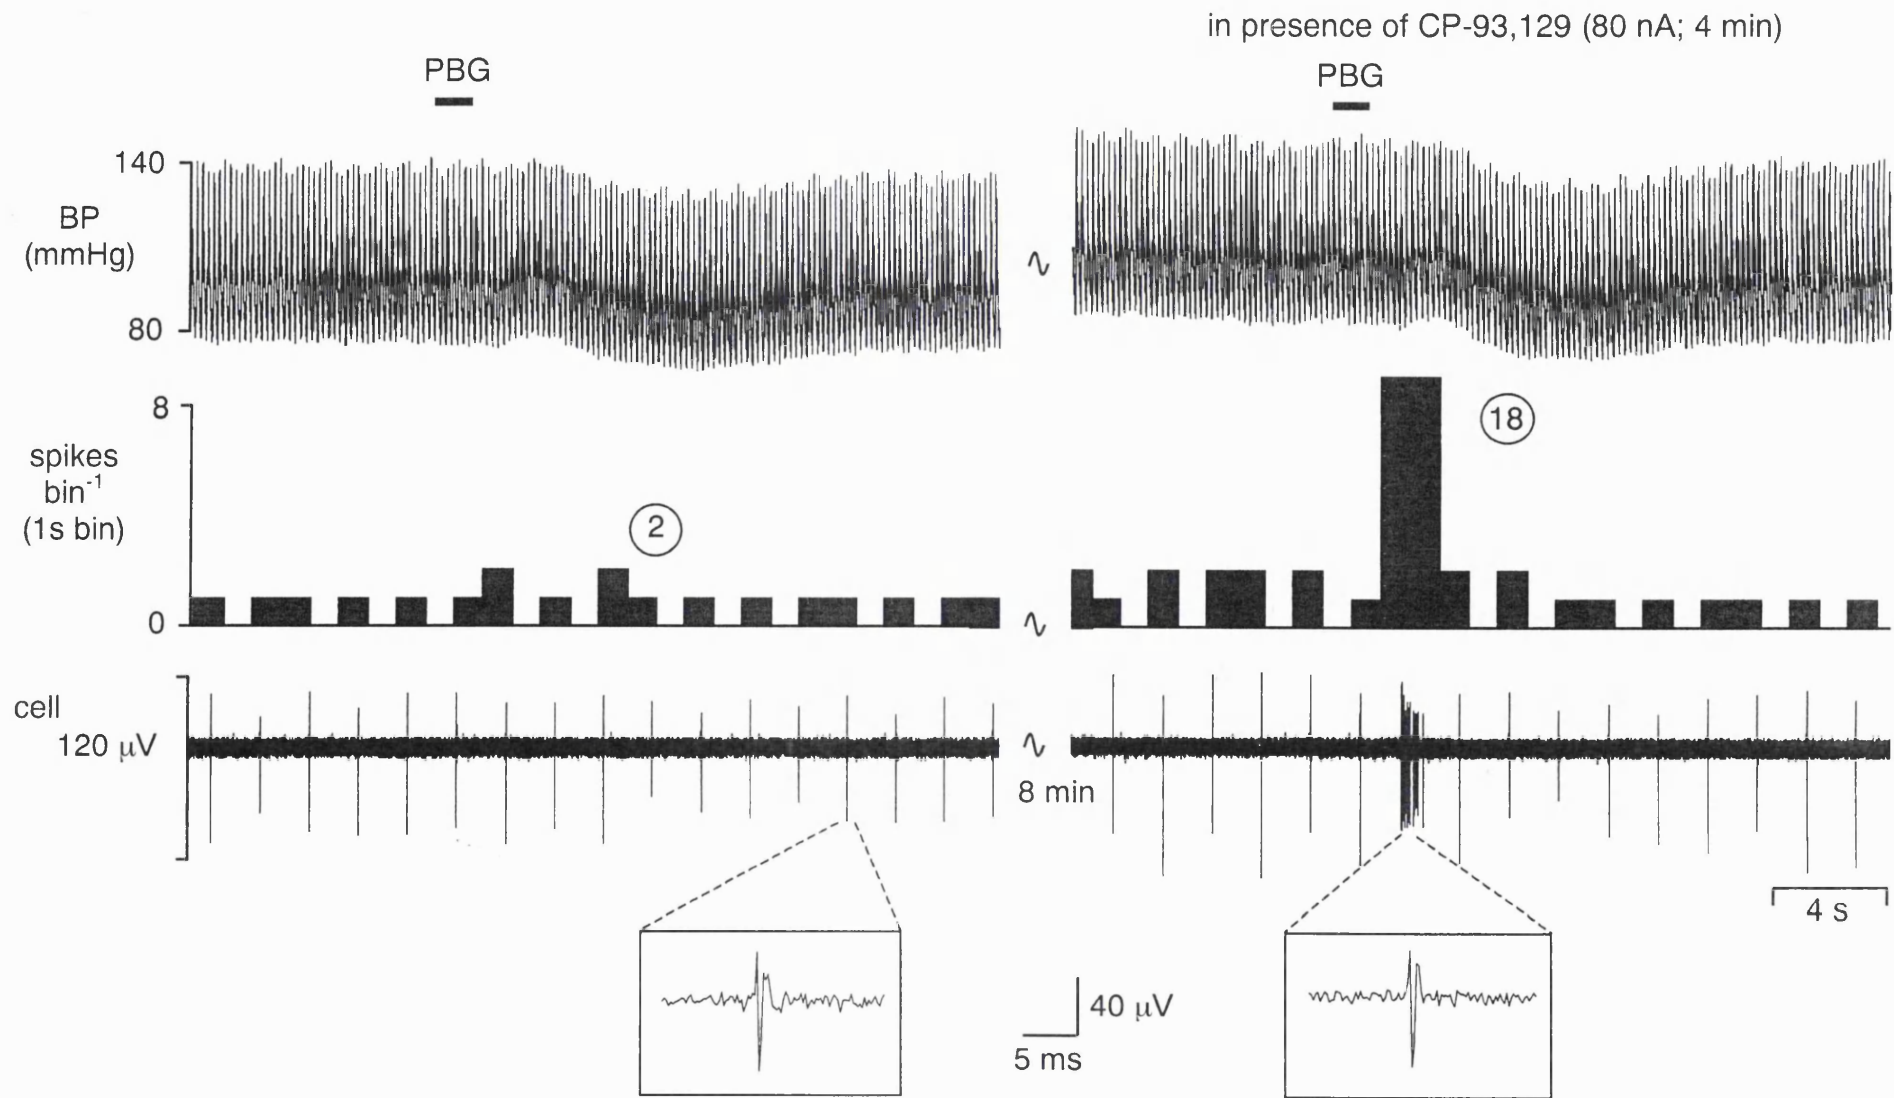 in presence of CP-93,129 (80 nA; 4 min)
PBG
PBG
140
BP
(mmHg)
80
8
spikes
bin⁻¹
(1s bin)
0
2
18
cell
120 µV
8 min
4 s
40 µV
5 ms